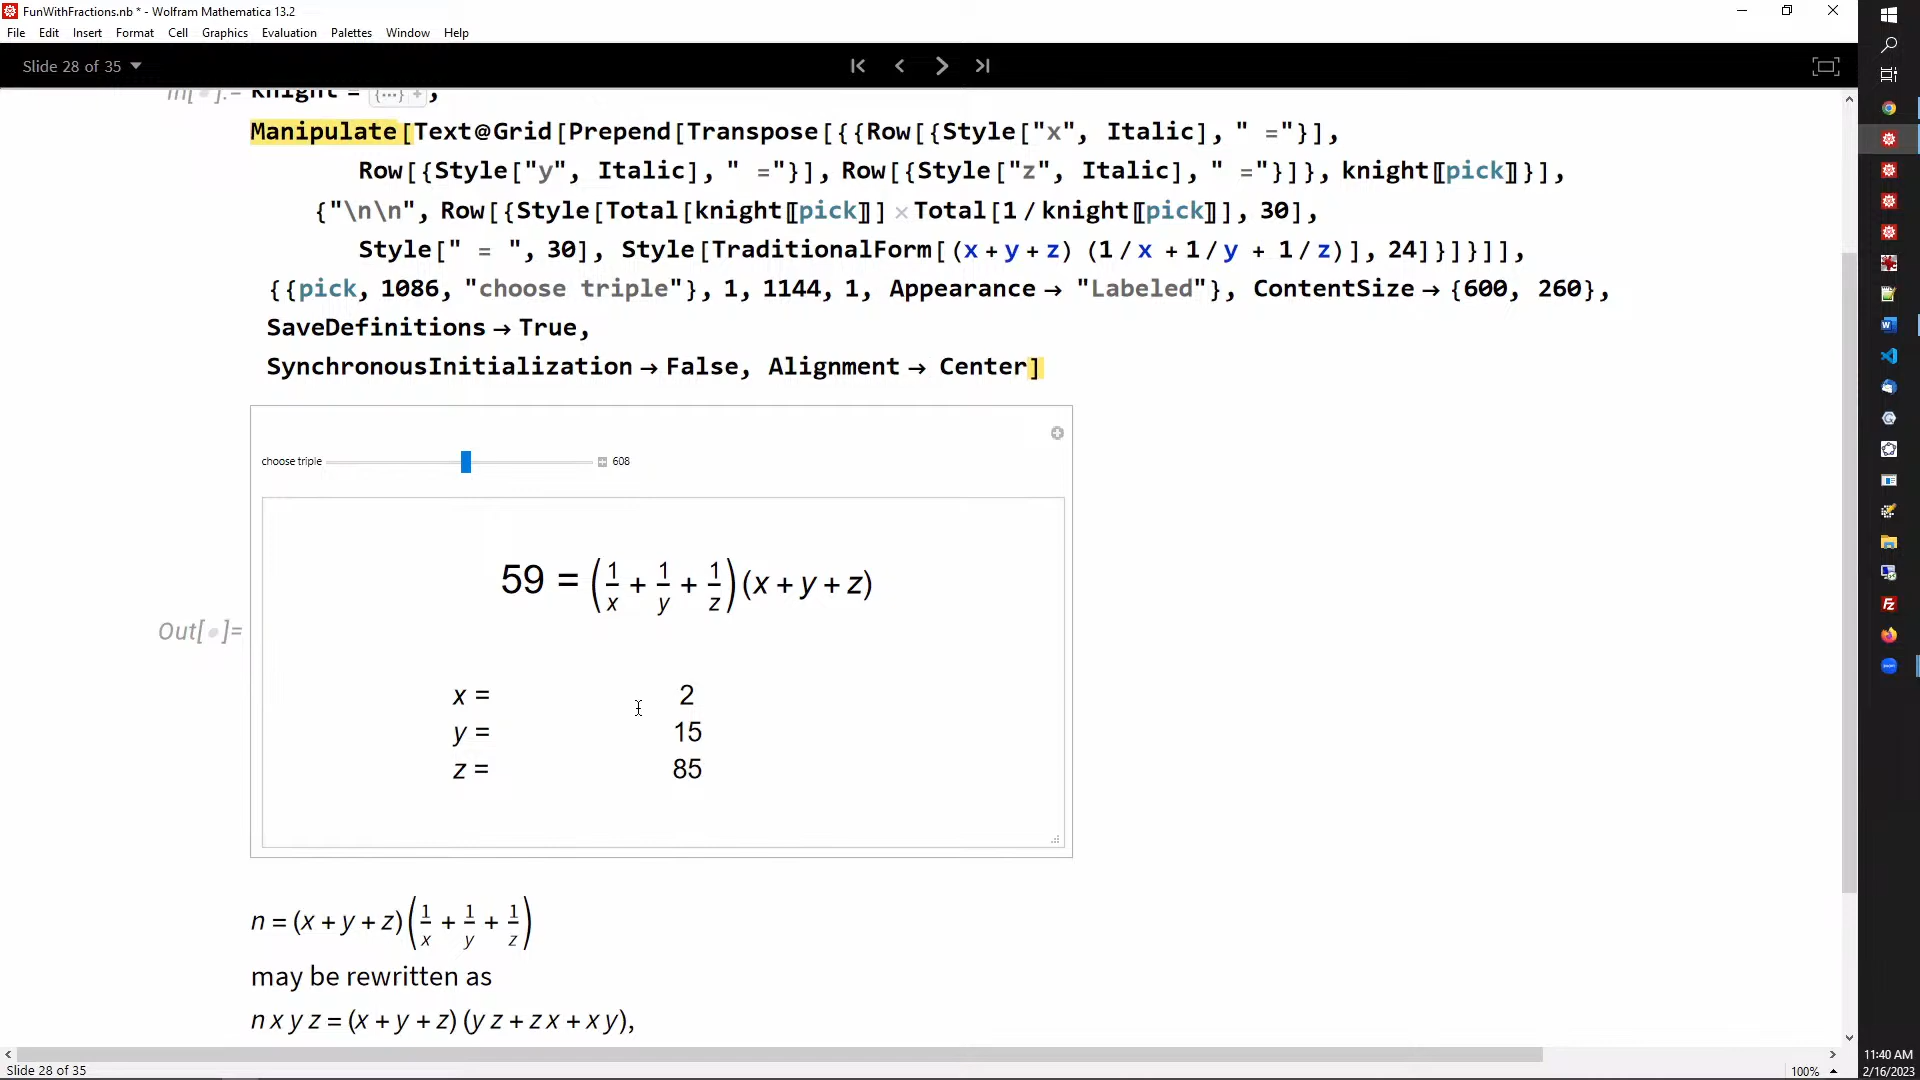 FunWithFractions.nb * - Wolfram Mathematica 13.2
File Edit Insert Format Cell Graphics Evaluation Palettes Window Help
Slide 28 of 35
In[ ]:= knight = {...} + ,
Manipulate[Text@Grid[Prepend[Transpose[{{Row[{Style["x", Italic], " ="}],
Row[{Style["y", Italic], " ="}], Row[{Style["z", Italic], " ="}]}, knight〚pick〛}],
{"\n\n", Row[{Style[Total[knight〚pick〛] × Total[1 / knight〚pick〛], 30],
Style[" = ", 30], Style[TraditionalForm[(x + y + z) (1 / x + 1 / y + 1 / z)], 24]}]}]],
{{pick, 1086, "choose triple"}, 1, 1144, 1, Appearance → "Labeled"}, ContentSize → {600, 260},
SaveDefinitions → True,
SynchronousInitialization → False, Alignment → Center]
choose triple 608
59 = (1/x + 1/y + 1/z) (x + y + z)
Out[ ]=
x = 2
y = 15
z = 85
n = (x + y + z) (1/x + 1/y + 1/z)
may be rewritten as
n x y z = (x + y + z) (y z + z x + x y),
Slide 28 of 35
100%
11:40 AM
2/16/2023